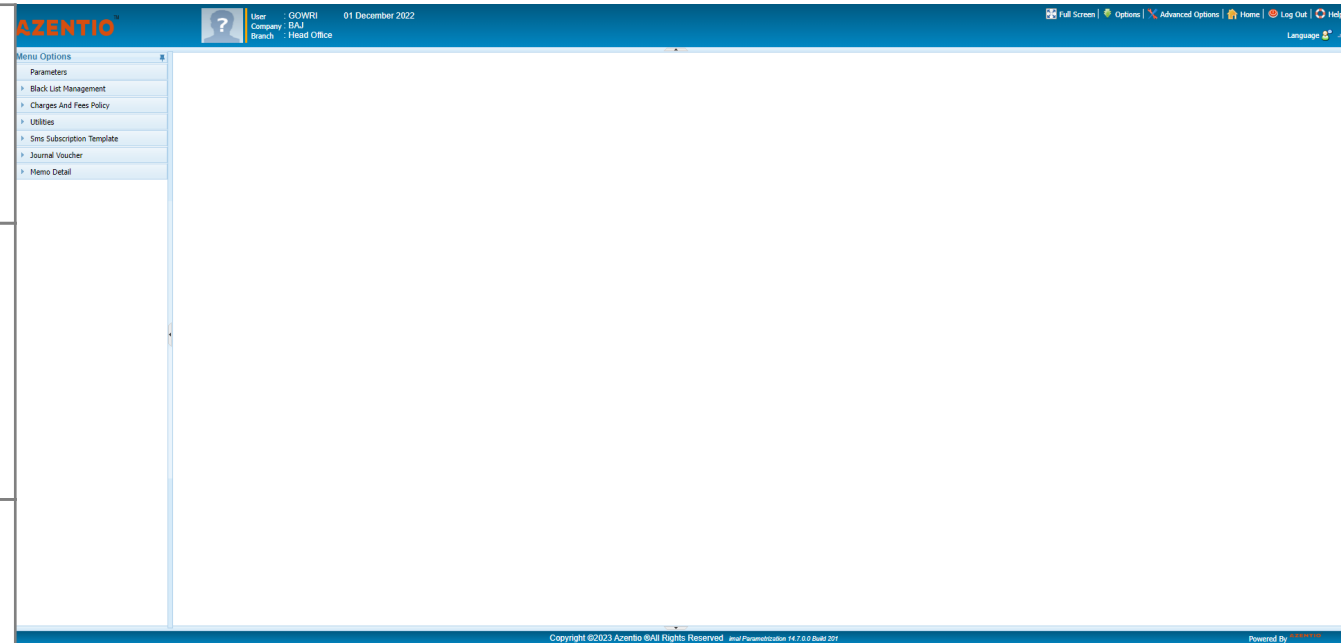 AZENTIO
User : GOWRI 01 December 2022
Company : BAJ
Branch : Head Office
Full Screen | Options | Advanced Options | Home | Log Out | Help
Language
Menu Options
Parameters
Black List Management
Charges And Fees Policy
Utilities
Sms Subscription Template
Journal Voucher
Memo Detail
Copyright ©2023 Azentio ®All Rights Reserved imal Parametrization 14.7.0.0 Build 201
Powered By AZENTIO